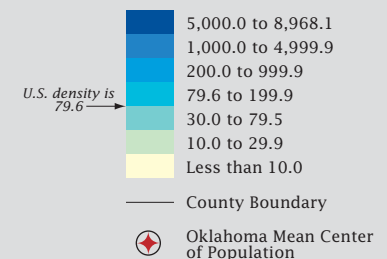 5,000.0 to 8,968.1
1,000.0 to 4,999.9
200.0 to 999.9
U.S. density is
79.6
79.6 to 199.9
30.0 to 79.5
10.0 to 29.9
Less than 10.0
County Boundary
Oklahoma Mean Center
of Population